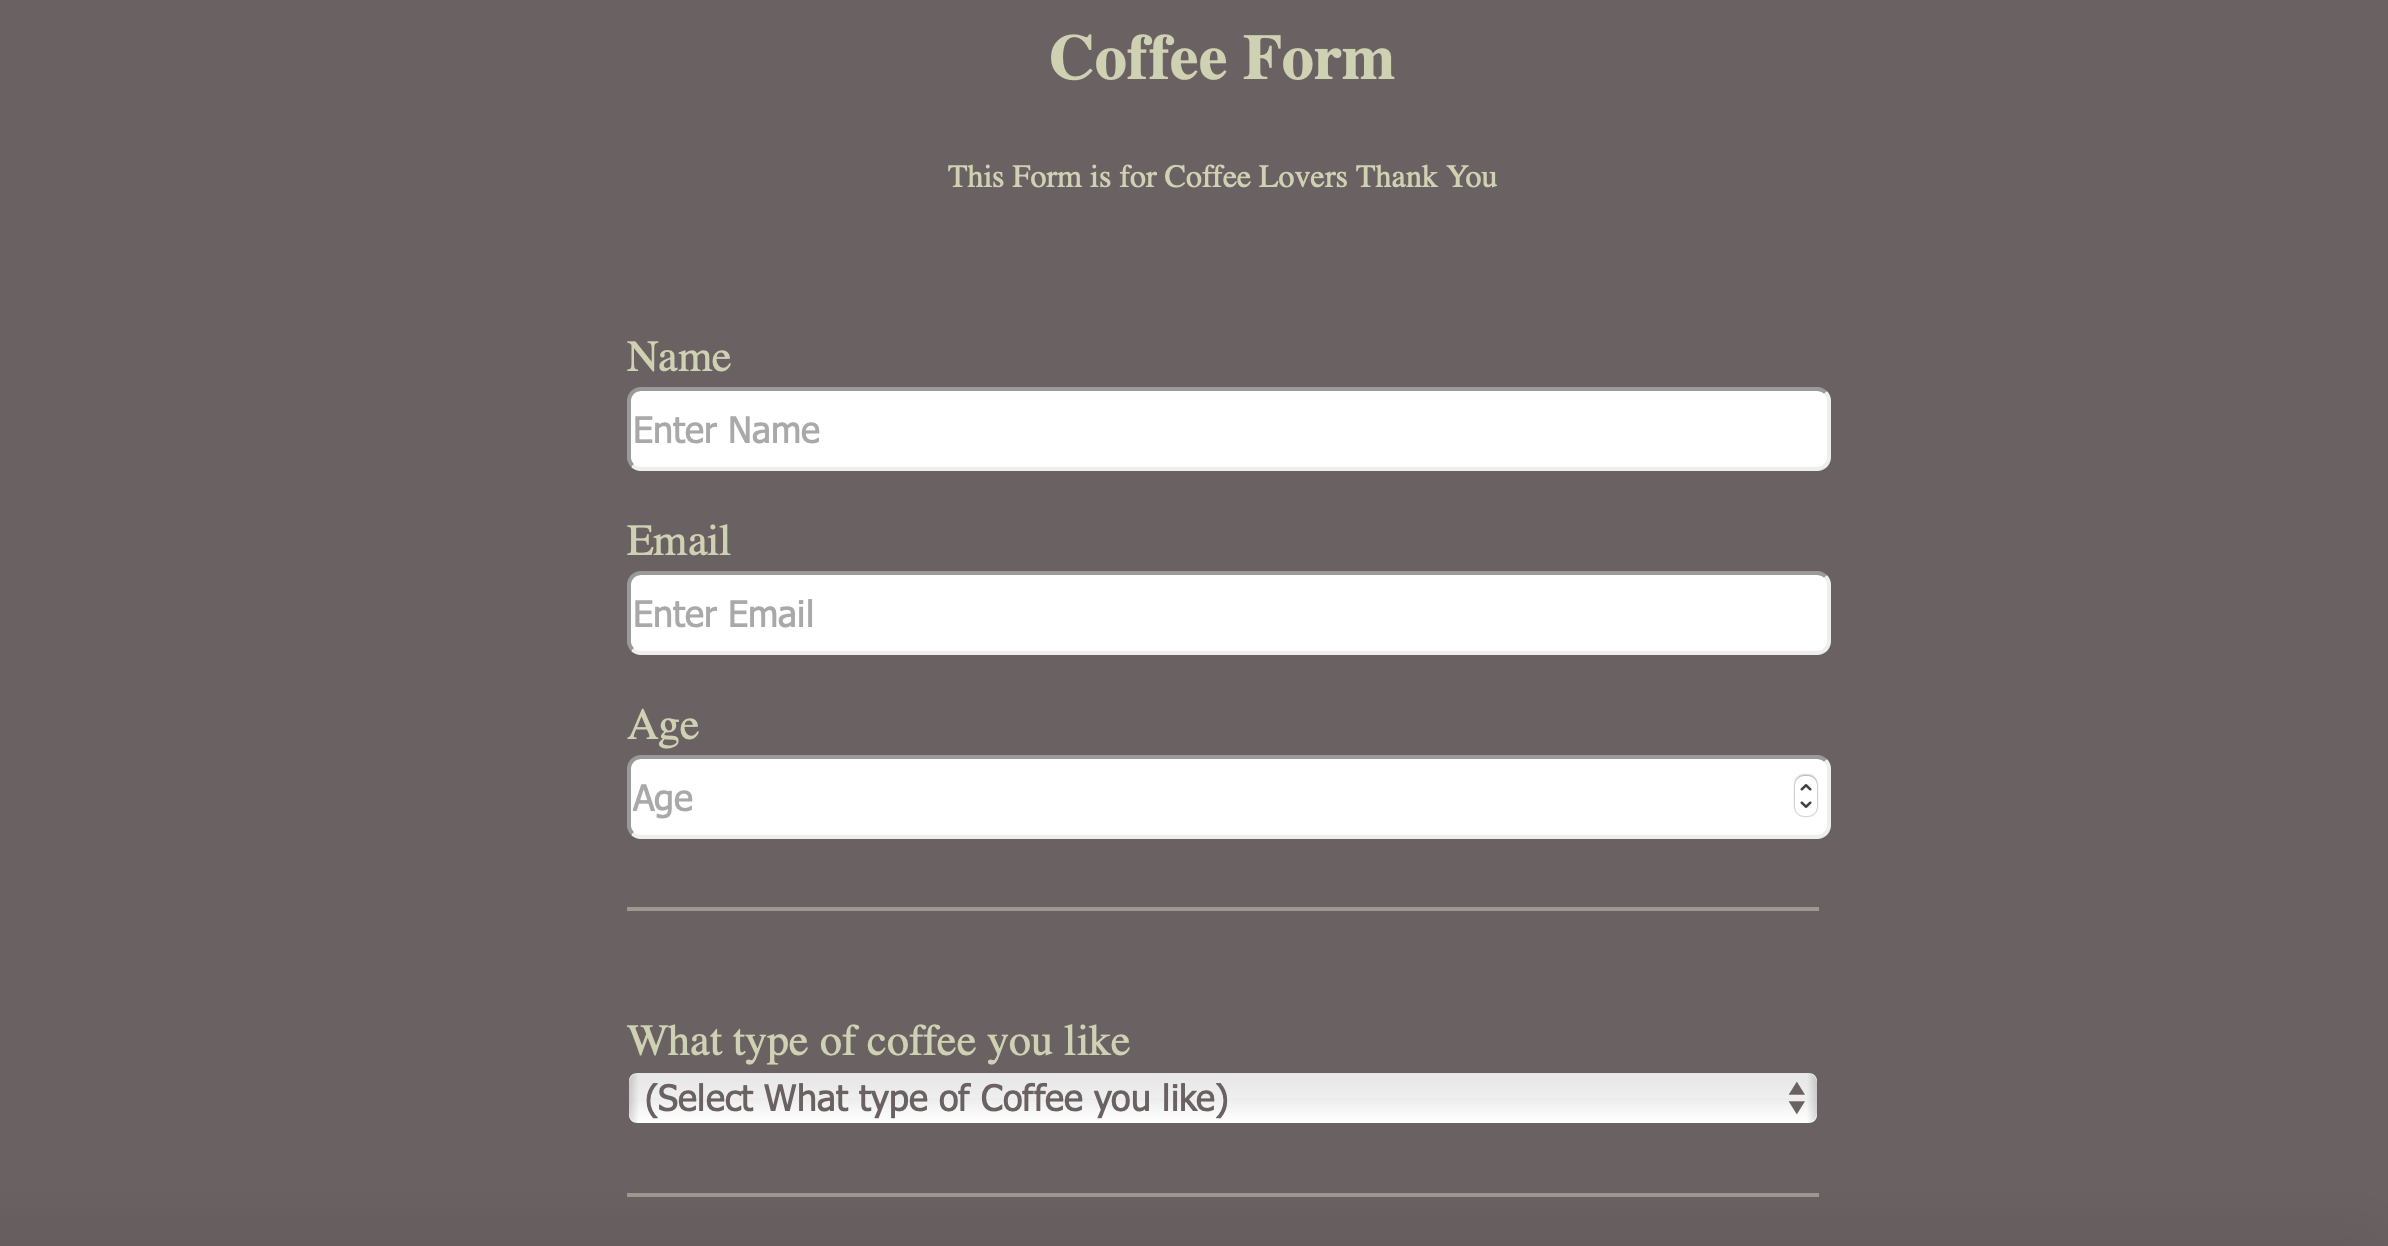 Coffee Form
This Form is for Coffee Lovers Thank You
Name
Enter Name
Email
Enter Email
Age
Age
What type of coffee you like
(Select What type of Coffee you like)